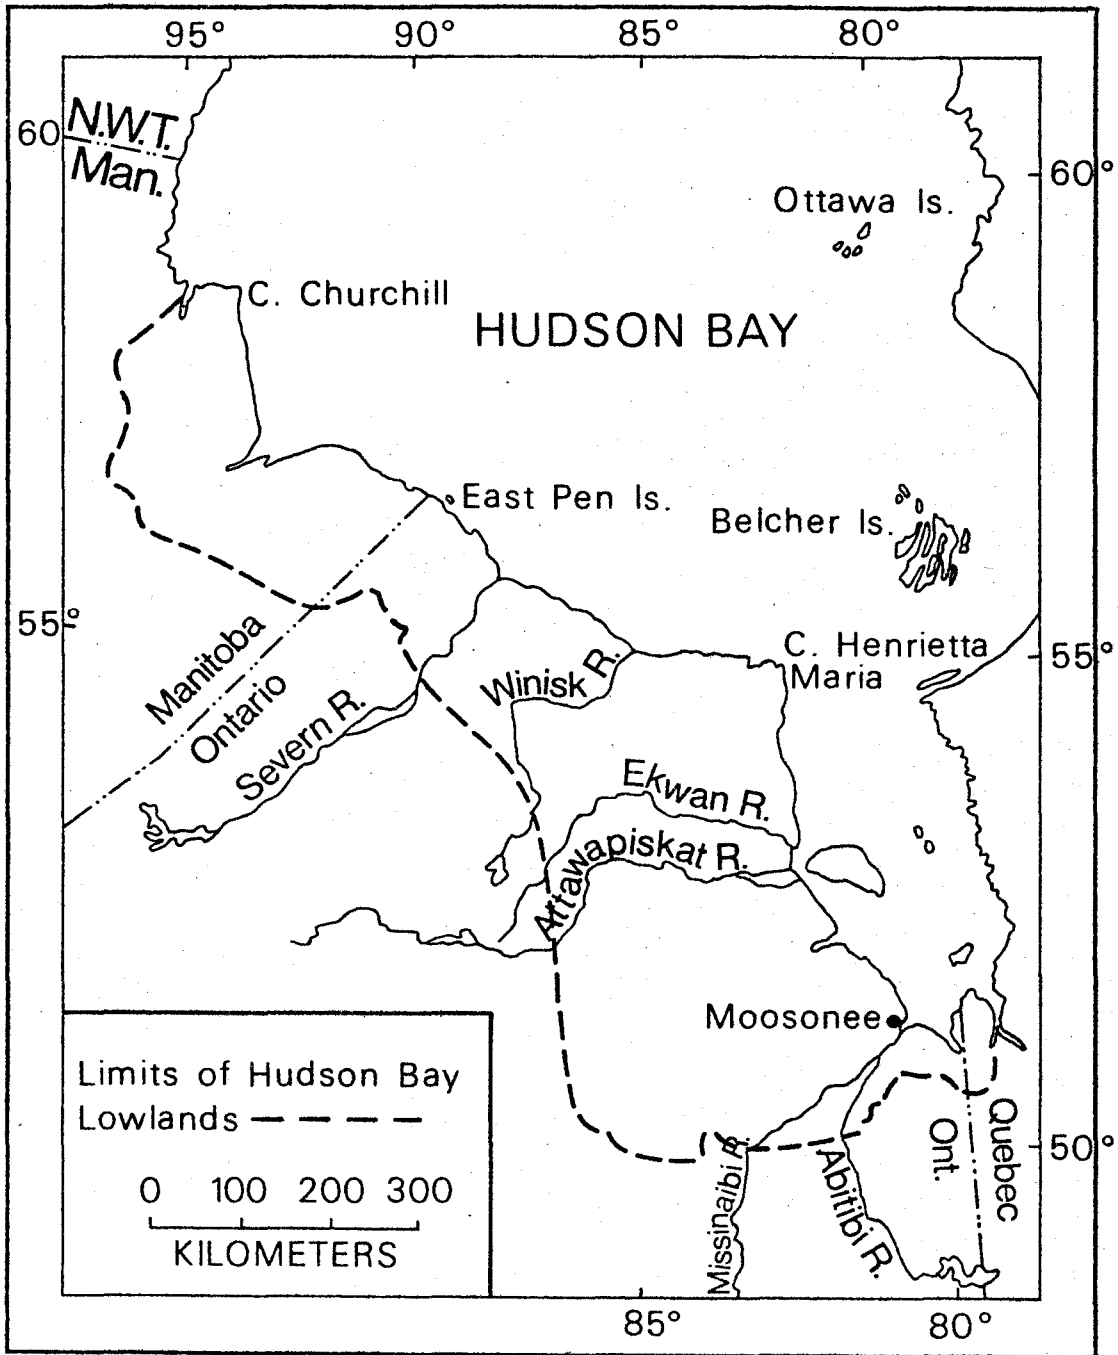 95° 90° 85° 80°
60
N.W.T.
Man.
60°
Ottawa Is.
C. Churchill
HUDSON BAY
East Pen Is.
Belcher Is.
55°
Manitoba
Ontario
Severn R.
Winisk R.
C. Henrietta
Maria
55°
Ekwan R.
Attawapiskat R.
Moosonee
Limits of Hudson Bay
Lowlands
0 100 200 300
KILOMETERS
Missinaibi R.
Abitibi R.
Ont.
Quebec
50°
85° 80°